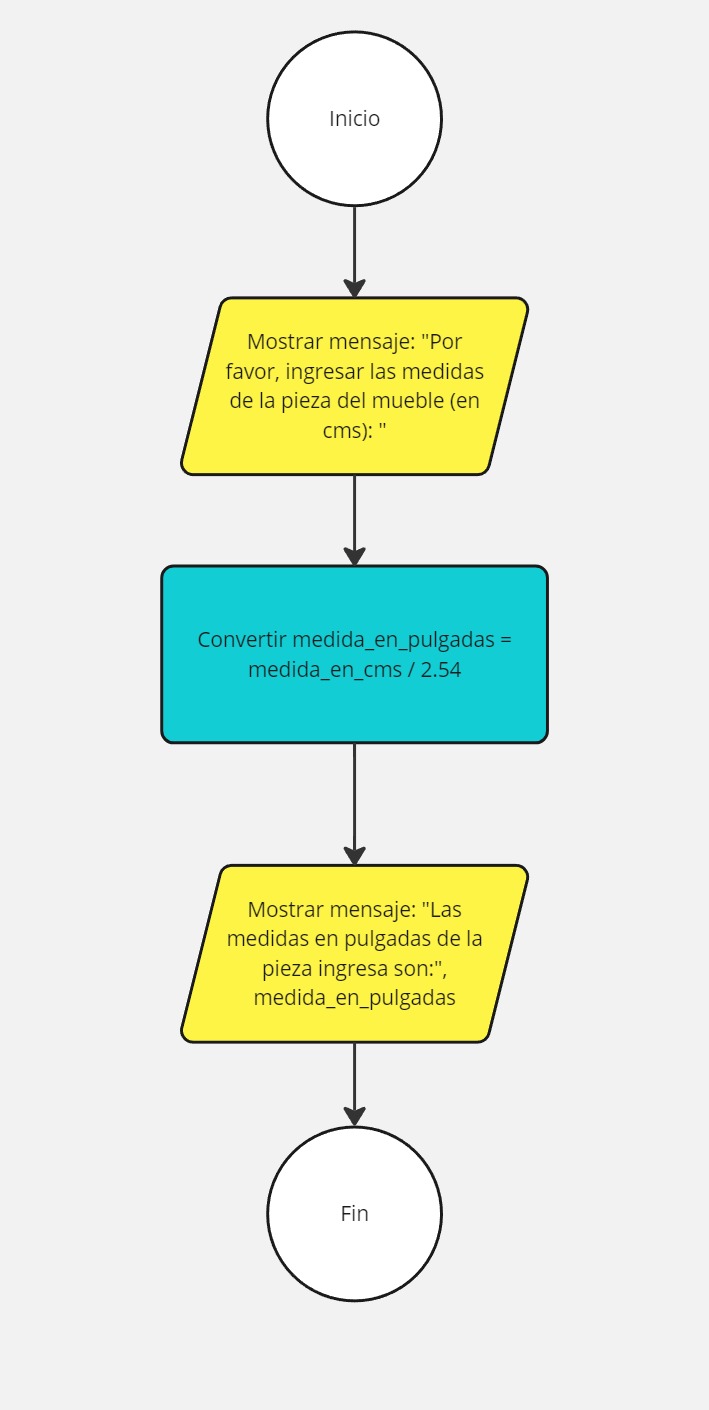 Inicio
Mostrar mensaje: "Por
favor, ingresar las medidas
de la pieza del mueble (en
cms): "
Convertir medida_en_pulgadas =
medida_en_cms / 2.54
Mostrar mensaje: "Las
medidas en pulgadas de la
pieza ingresa son:",
medida_en_pulgadas
Fin